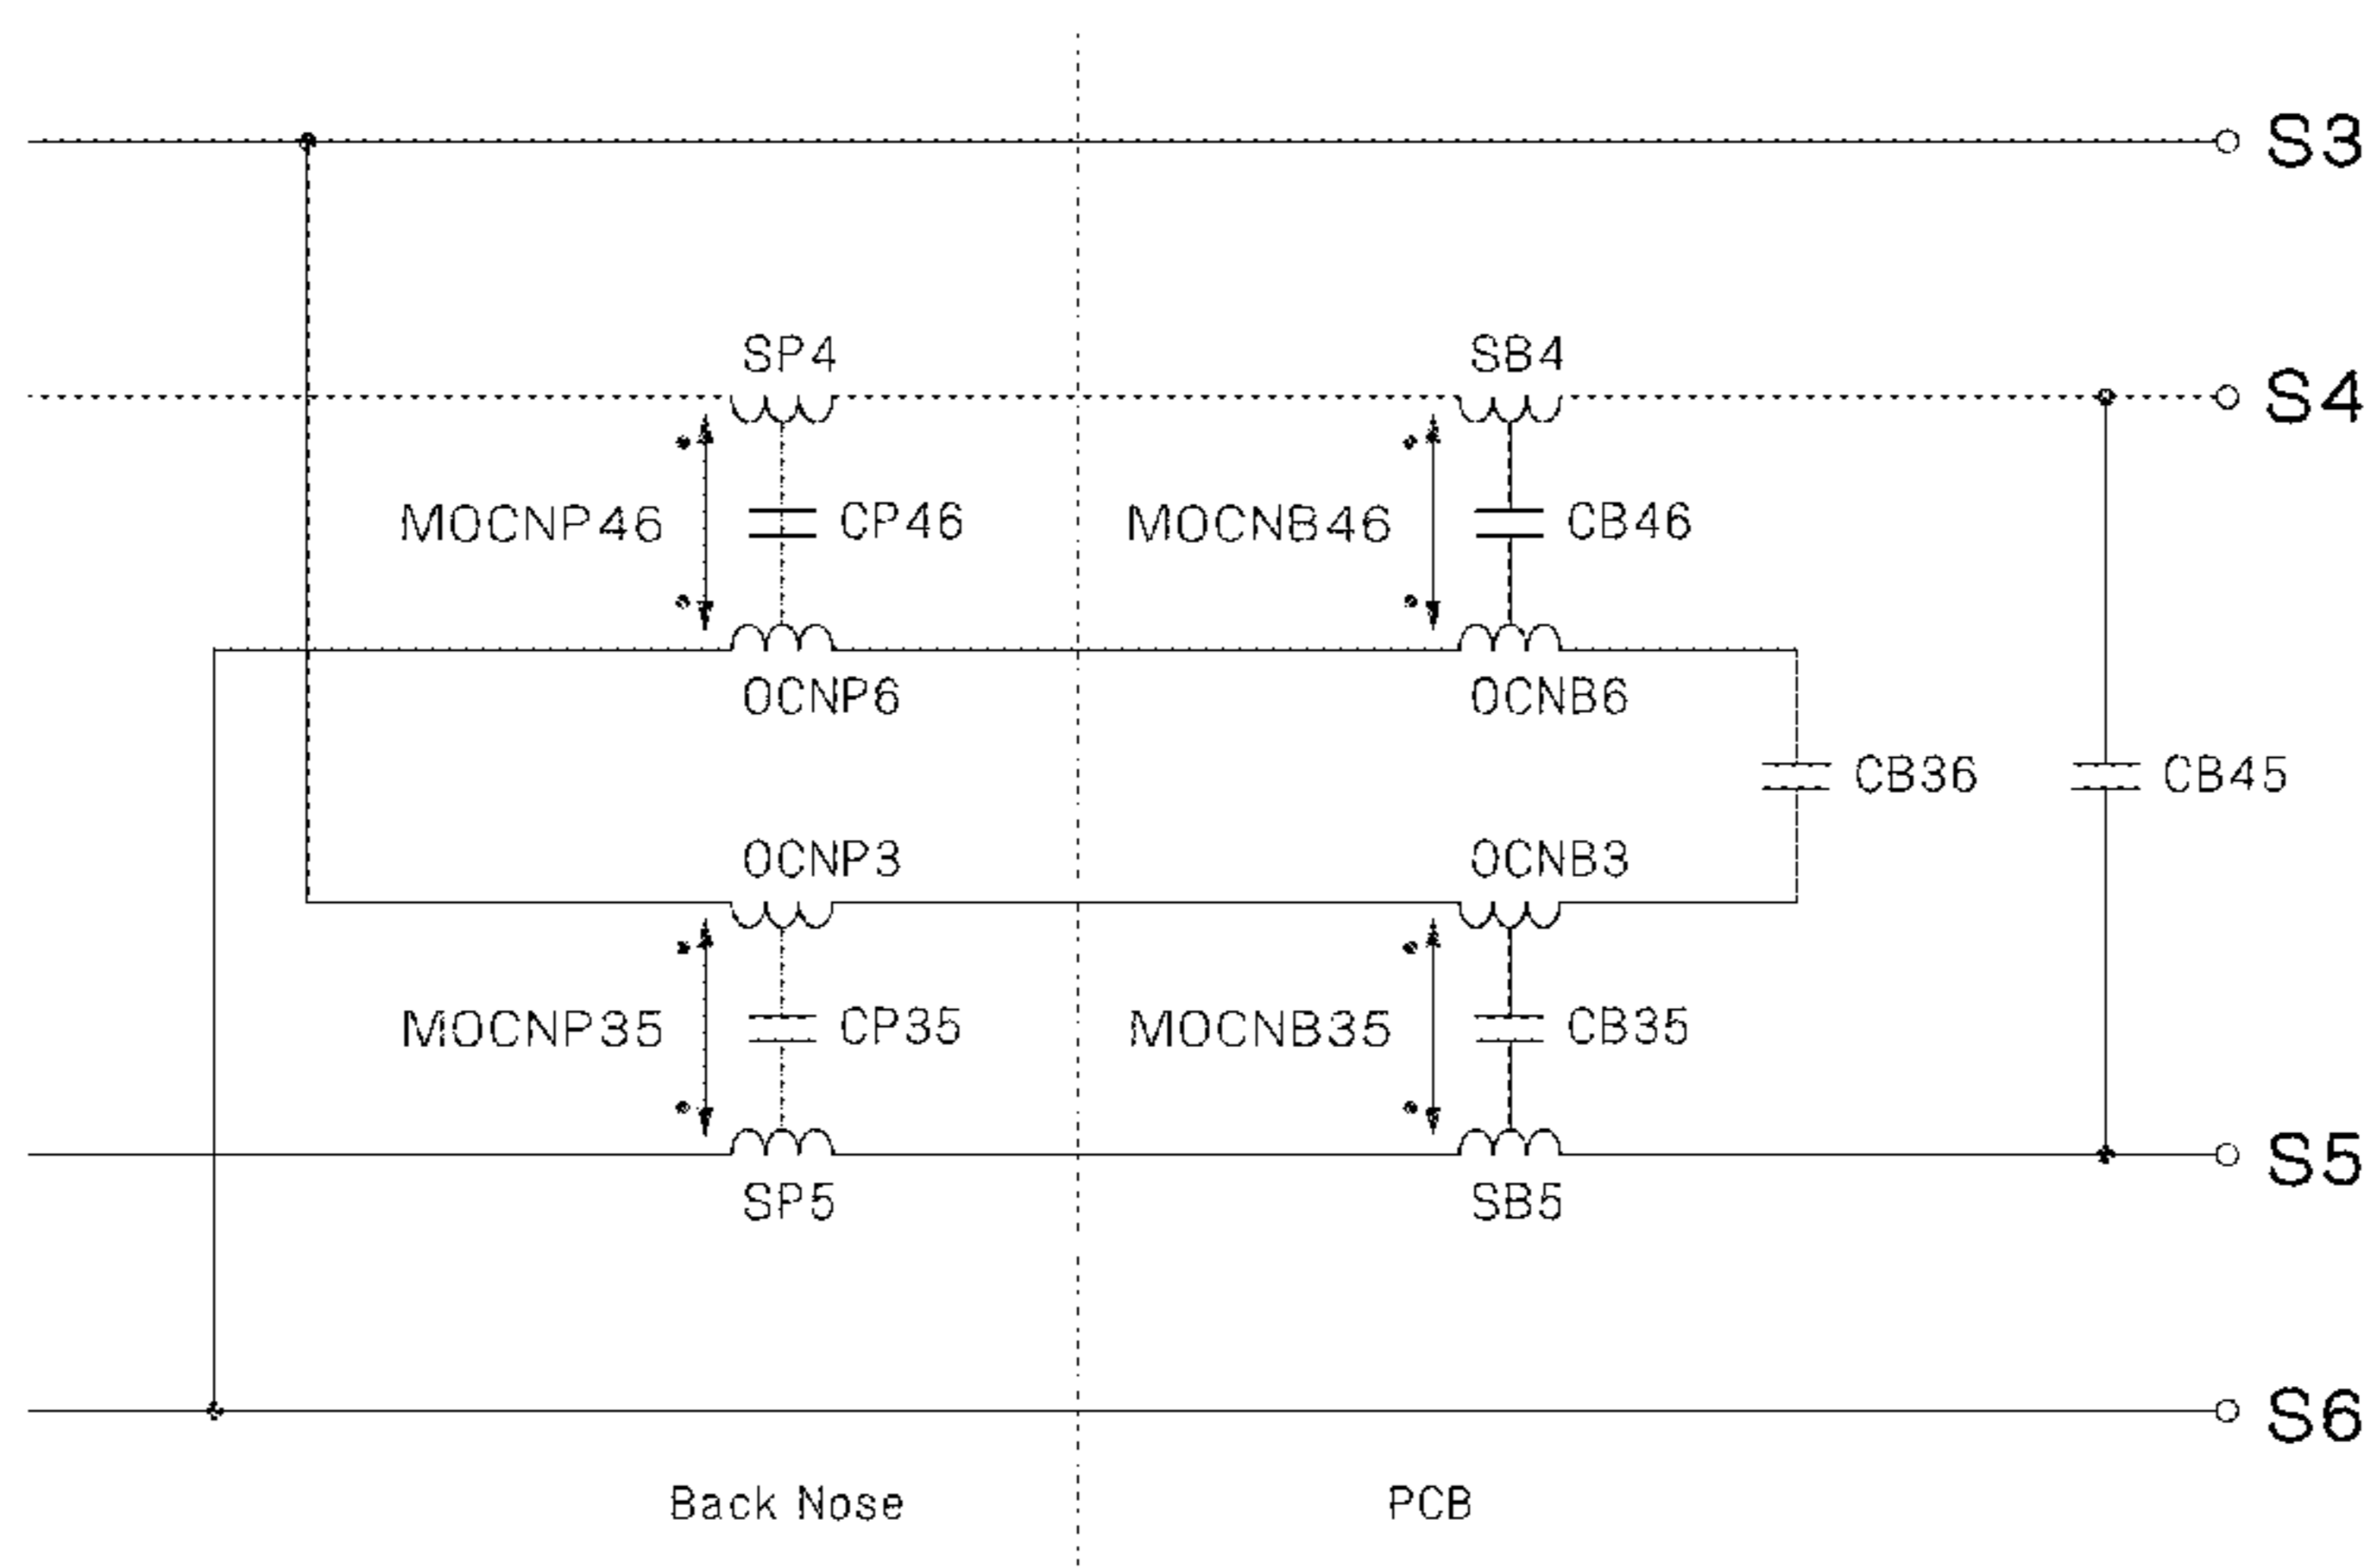 S3
SP4
SB4
S4
MOCNP46
CP46
MOCNB46
CB46
OCNP6
OCNB6
CB36
CB45
OCNP3
OCNB3
MOCNP35
CP35
MOCNB35
CB35
S5
SP5
SB5
S6
Back Nose
PCB